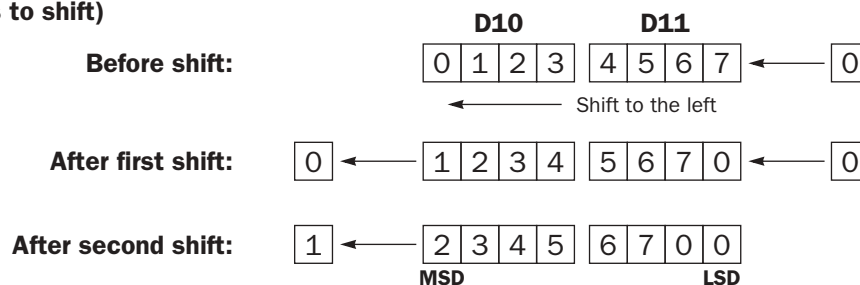 to shift)
D10 D11
Before shift: 0 1 2 3 4 5 6 7 0
Shift to the left
After first shift: 0 1 2 3 4 5 6 7 0 0
After second shift: 1 2 3 4 5 6 7 0 0
MSD LSD